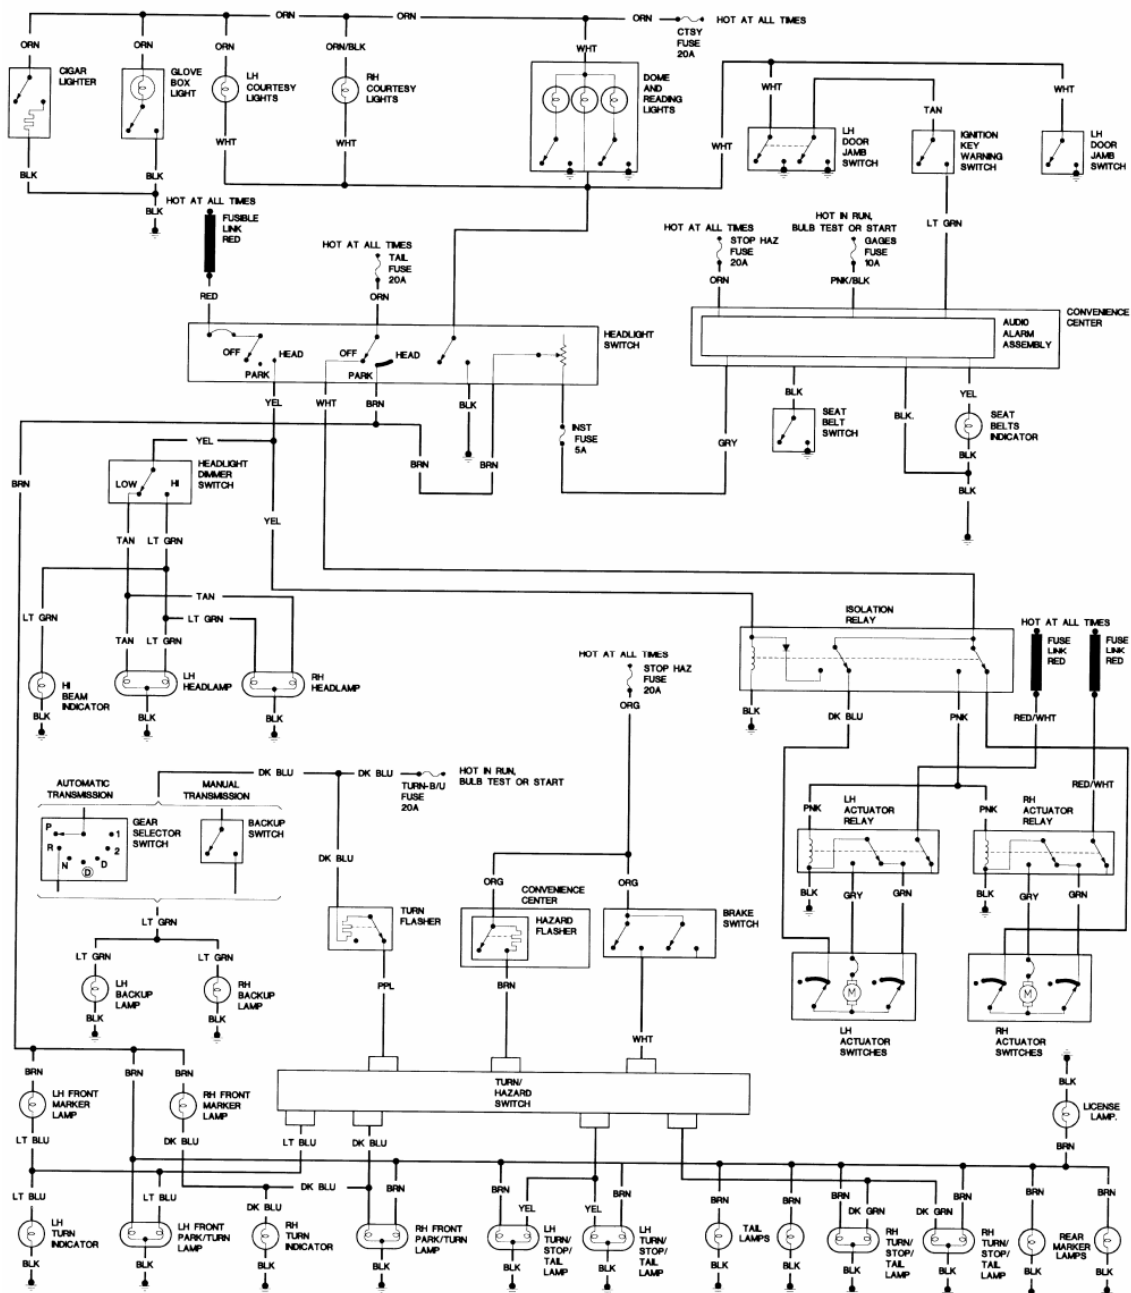 ORN
ORN
ORN
ORN
CTSY
FUSE
20A
HOT AT ALL TIMES
ORN
ORN
ORN
ORN/BLK
WHT
CIGAR
LIGHTER
GLOVE
BOX
LIGHT
LH
COURTESY
LIGHTS
RH
COURTESY
LIGHTS
DOME
AND
READING
LIGHTS
WHT
TAN
WHT
LH
DOOR
JAMB
SWITCH
IGNITION
KEY
WARNING
SWITCH
LH
DOOR
JAMB
SWITCH
WHT
WHT
WHT
BLK
BLK
BLK
HOT AT ALL TIMES
FUSIBLE
LINK
RED
RED
HOT AT ALL TIMES
TAIL
FUSE
20A
ORN
HOT AT ALL TIMES
STOP HAZ
FUSE
20A
ORN
HOT IN RUN,
BULB TEST OR START
GAGES
FUSE
10A
PNK/BLK
LT GRN
CONVENIENCE
CENTER
AUDIO
ALARM
ASSEMBLY
HEADLIGHT
SWITCH
OFF
HEAD
PARK
OFF
HEAD
PARK
YEL
WHT
BRN
BLK
INST
FUSE
5A
BRN
BRN
GRY
BLK
SEAT
BELT
SWITCH
BLK.
YEL
SEAT
BELTS
INDICATOR
BLK
BLK
BRN
YEL
HEADLIGHT
DIMMER
SWITCH
LOW
HI
YEL
TAN
LT GRN
LT GRN
TAN
LT GRN
TAN
LT GRN
HI
BEAM
INDICATOR
LH
HEADLAMP
RH
HEADLAMP
BLK
BLK
BLK
HOT AT ALL TIMES
STOP HAZ
FUSE
20A
ORG
ISOLATION
RELAY
HOT AT ALL TIMES
FUSE
LINK
RED
FUSE
LINK
RED
BLK
DK BLU
PNK
RED/WHT
RED/WHT
DK BLU
DK BLU
TURN-B/U
FUSE
20A
HOT IN RUN,
BULB TEST OR START
AUTOMATIC
TRANSMISSION
MANUAL
TRANSMISSION
P
R
N
D
D
2
1
GEAR
SELECTOR
SWITCH
BACKUP
SWITCH
DK BLU
PNK
LH
ACTUATOR
RELAY
PNK
RH
ACTUATOR
RELAY
BLK
GRY
GRN
BLK
GRY
GRN
ORG
ORG
CONVENIENCE
CENTER
HAZARD
FLASHER
BRAKE
SWITCH
TURN
FLASHER
LT GRN
LT GRN
LT GRN
LH
BACKUP
LAMP
RH
BACKUP
LAMP
BLK
BLK
PPL
BRN
WHT
M
M
LH
ACTUATOR
SWITCHES
RH
ACTUATOR
SWITCHES
BRN
BRN
BRN
LH FRONT
MARKER
LAMP
RH FRONT
MARKER
LAMP
TURN/
HAZARD
SWITCH
BLK
LICENSE
LAMP.
BRN
LT BLU
DK BLU
LT BLU
DK BLU
LT BLU
LT BLU
DK BLU
DK BLU
BRN
BRN
YEL
YEL
BRN
BRN
BRN
BRN
DK GRN
DK GRN
BRN
BRN
BRN
LH
TURN
INDICATOR
LH FRONT
PARK/TURN
LAMP
RH
TURN
INDICATOR
RH FRONT
PARK/TURN
LAMP
LH
TURN/
STOP/
TAIL
LAMP
LH
TURN/
STOP/
TAIL
LAMP
TAIL
LAMPS
RH
TURN/
STOP/
TAIL
LAMP
RH
TURN/
STOP/
TAIL
LAMP
REAR
MARKER
LAMPS
BLK
BLK
BLK
BLK
BLK
BLK
BLK
BLK
BLK
BLK
BLK
BLK